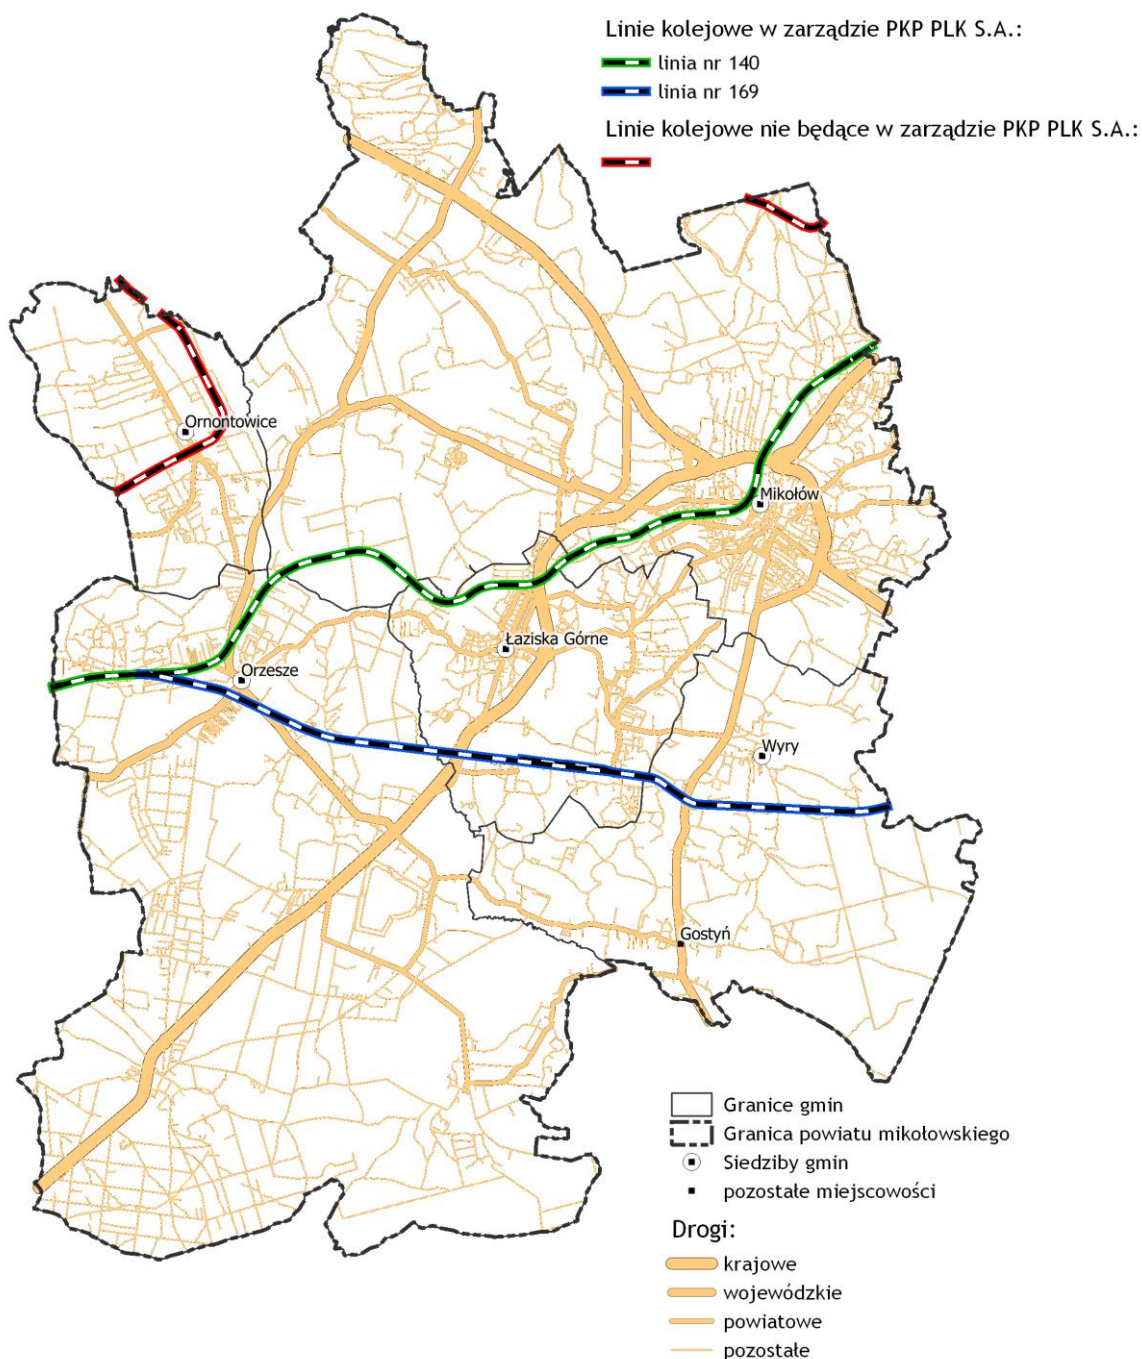 Linie kolejowe w zarządzie PKP PLK S.A.:
linia nr 140
linia nr 169
Linie kolejowe nie będące w zarządzie PKP PLK S.A.:
Ornontowice
Mikołów
Łaziska Górne
Orzesze
Wyry
Gostyń
Granice gmin
Granica powiatu mikołowskiego
Siedziby gmin
pozostałe miejscowości
Drogi:
krajowe
wojewódzkie
powiatowe
pozostałe